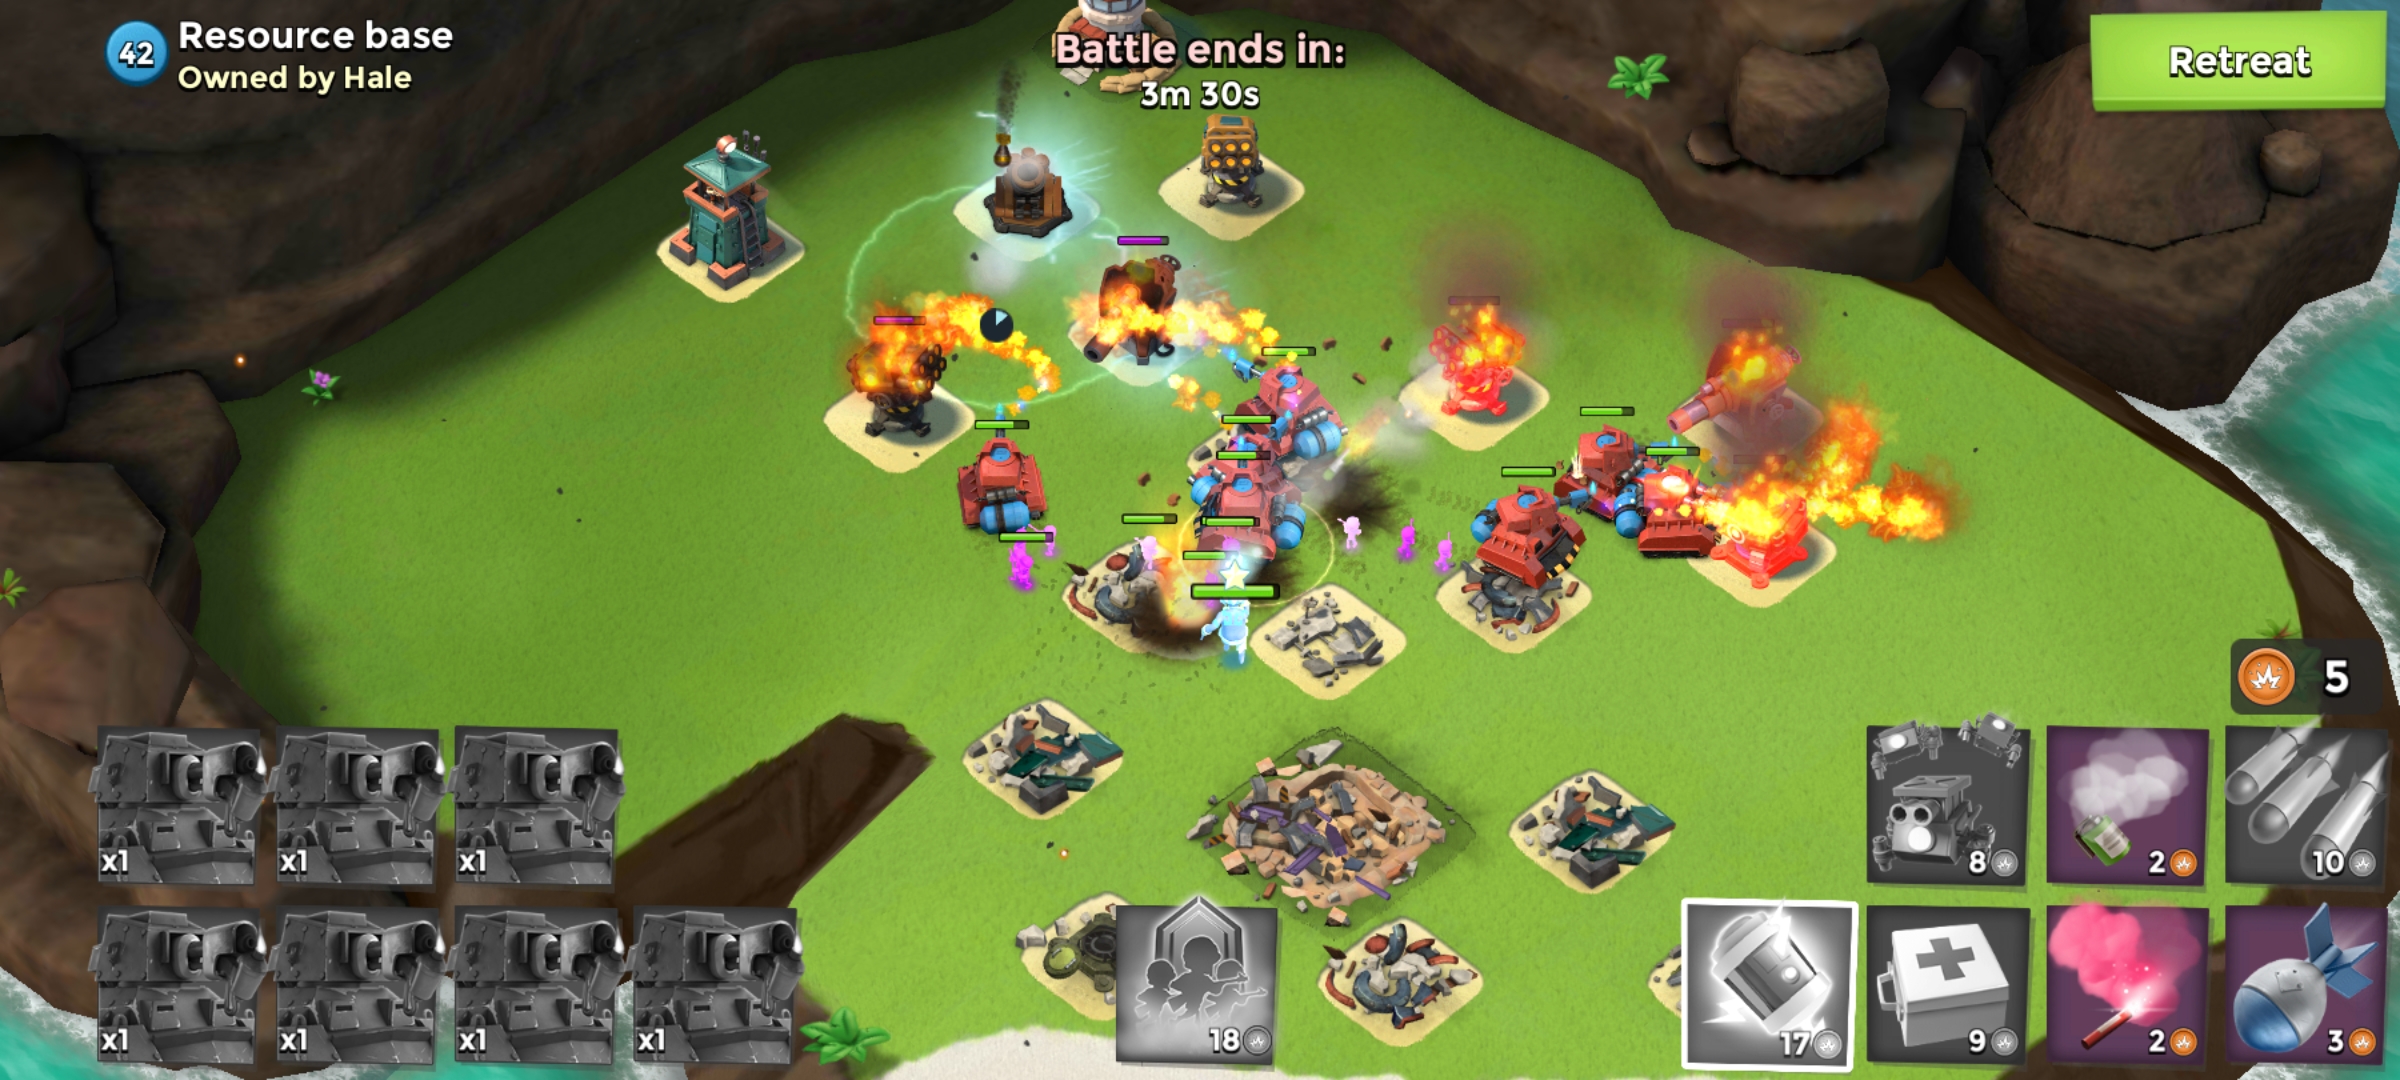 42
Resource base
Owned by Hale
Battle ends in:
3m 30s
Retreat
5
x1
x1
x1
8
2
10
x1
x1
x1
x1
18
17
9
2
3